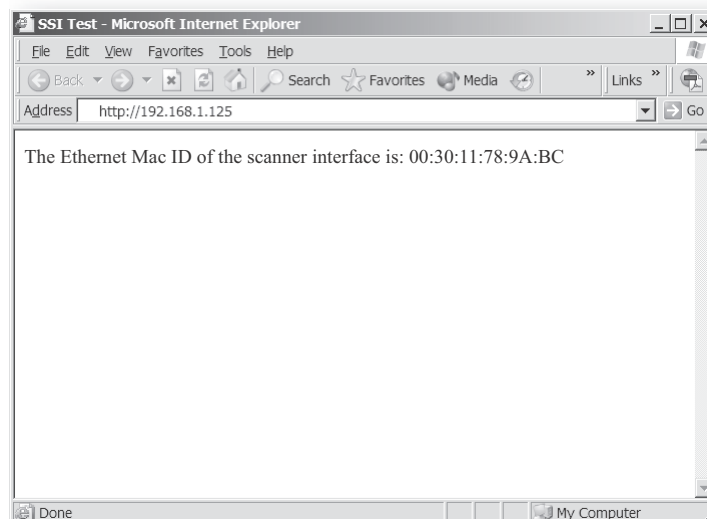 SSI Test - Microsoft Internet Explorer
File Edit View Favorites Tools Help
Back Search Favorites Media » Links »
Address http://192.168.1.125 Go
The Ethernet Mac ID of the scanner interface is: 00:30:11:78:9A:BC
Done My Computer